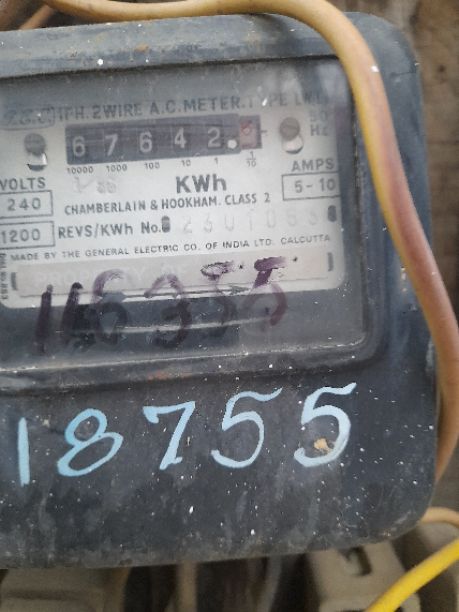 1PH. 2WIRE A.C. METER. TYPE
50
HZ
6 7 6 4 2 .
10000 1000 100 10 1 1/10
VOLTS
240
KWh
AMPS
5-10
CHAMBERLAIN & HOOKHAM. CLASS 2
1200 REVS/KWh No.
MADE BY THE GENERAL ELECTRIC CO. OF INDIA LTD. CALCUTTA
18755